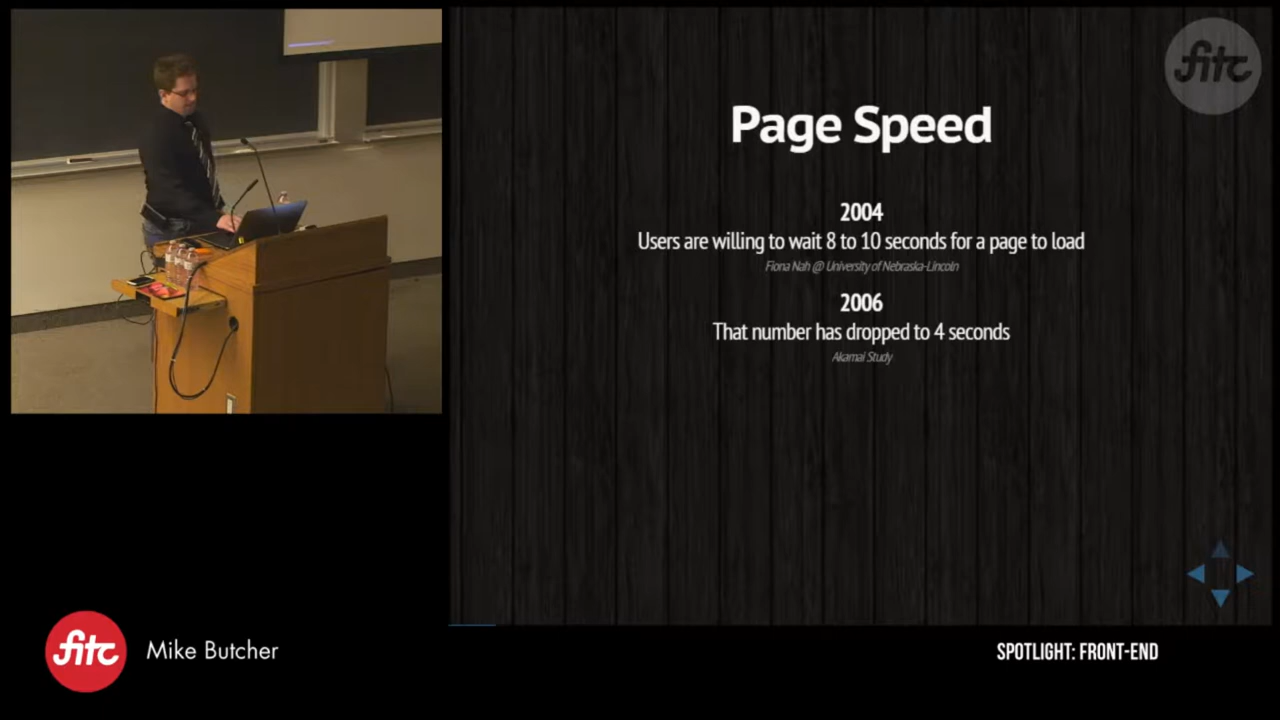 fitc
Page Speed
2004
Users are willing to wait 8 to 10 seconds for a page to load
Fiona Nah @ University of Nebraska-Lincoln
2006
That number has dropped to 4 seconds
Akamai Study
fitc
Mike Butcher
SPOTLIGHT: FRONT-END